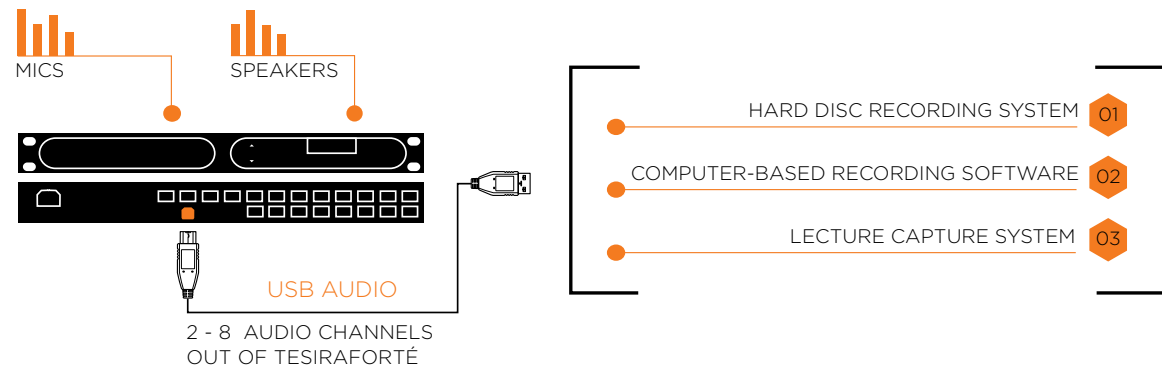 MICS
SPEAKERS
USB AUDIO
2 - 8 AUDIO CHANNELS
OUT OF TESIRAFORTÉ
HARD DISC RECORDING SYSTEM 01
COMPUTER-BASED RECORDING SOFTWARE 02
LECTURE CAPTURE SYSTEM 03